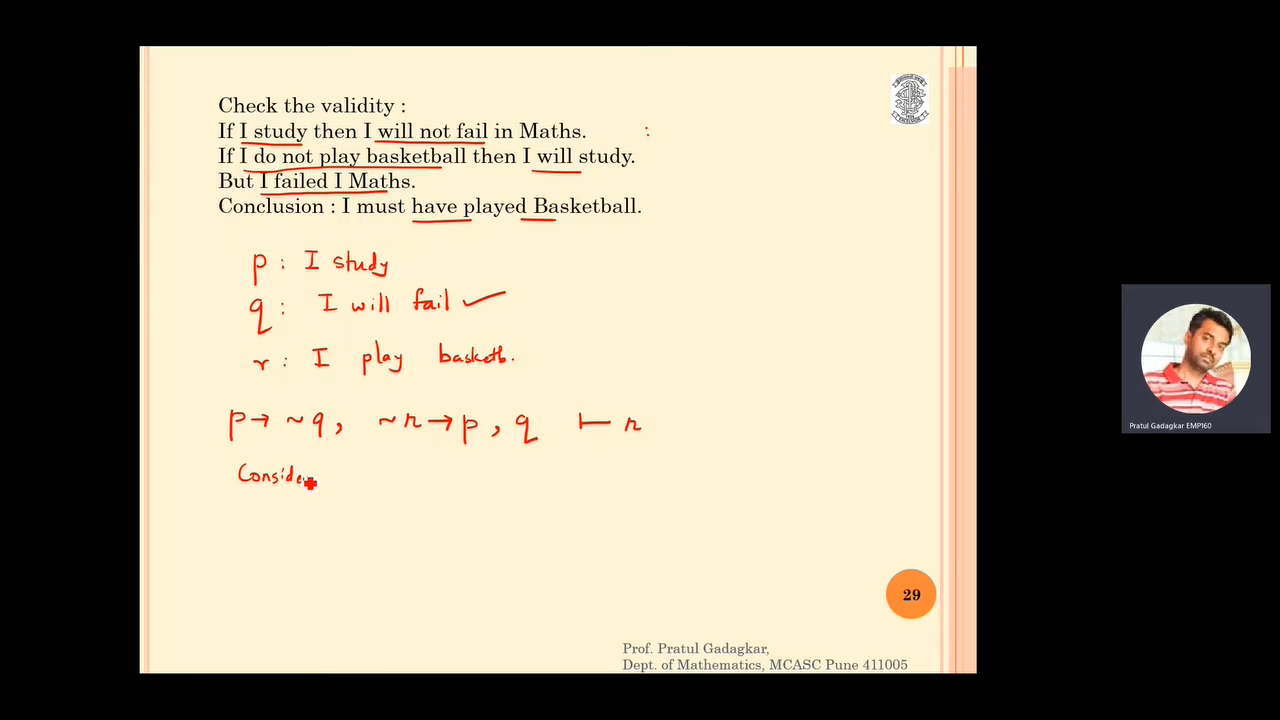 Check the validity :
If I study then I will not fail in Maths.
If I do not play basketball then I will study.
But I failed I Maths.
Conclusion : I must have played Basketball.
p : I study
q : I will fail ✓
r : I play basketb.
p → ~q, ~r → p, q ⊢ r
Conside
29
Prof. Pratul Gadagkar,
Dept. of Mathematics, MCASC Pune 411005
Pratul Gadagkar EMP160